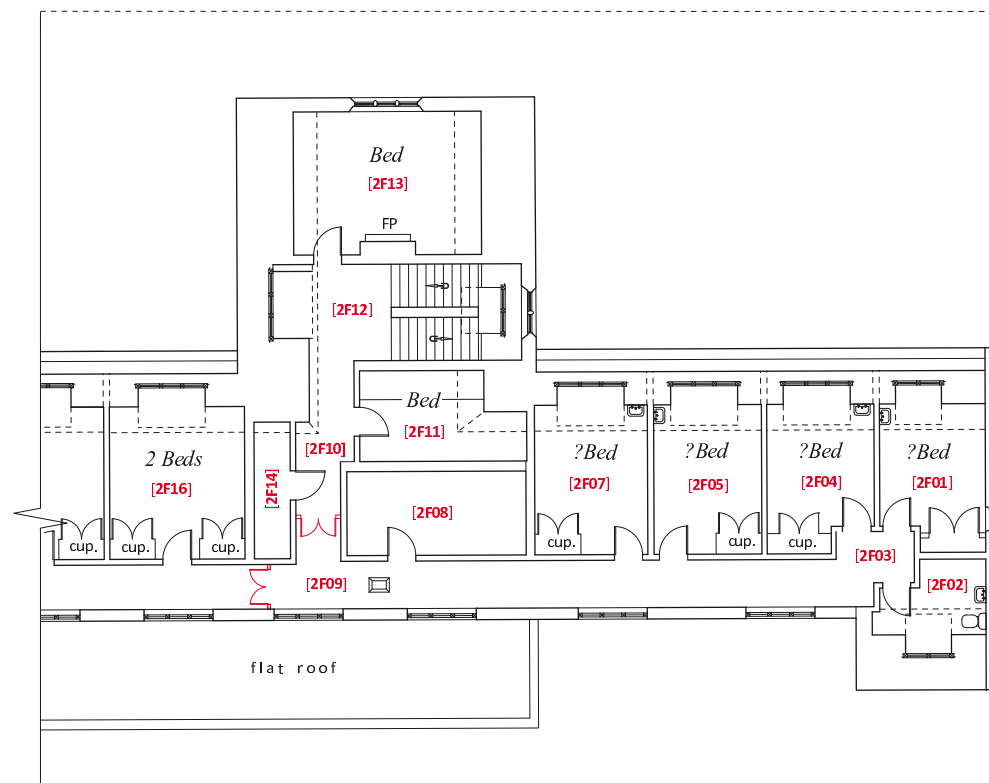 Bed
[2F13]
FP
[2F12]
Bed
[2F11]
[2F10]
2 Beds
[2F16]
[2F14]
[2F08]
?Bed
[2F07]
?Bed
[2F05]
?Bed
[2F04]
?Bed
[2F01]
cup.
cup.
cup.
cup.
cup.
cup.
[2F03]
[2F09]
[2F02]
flat roof